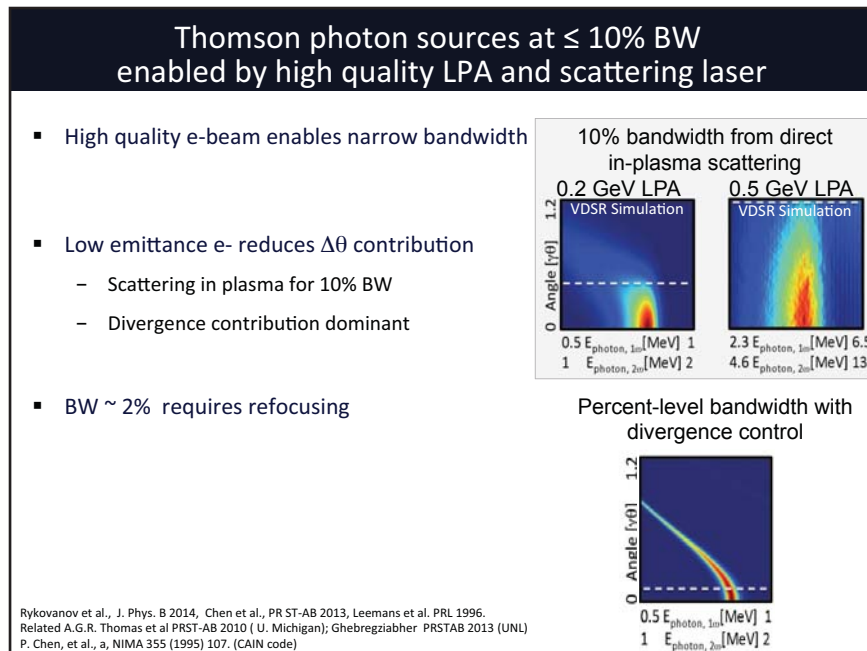 Thomson photon sources at ≤ 10% BW
enabled by high quality LPA and scattering laser
▪ High quality e-beam enables narrow bandwidth
▪ Low emittance e- reduces Δθ contribution
– Scattering in plasma for 10% BW
– Divergence contribution dominant
▪ BW ~ 2% requires refocusing
10% bandwidth from direct
in-plasma scattering
0.2 GeV LPA
VDSR Simulation
0 Angle [γθ] 1.2
0.5 E photon, 1m [MeV] 1
1 E photon, 2m [MeV] 2
0.5 GeV LPA
VDSR Simulation
2.3 E photon, 1m [MeV] 6.5
4.6 E photon, 2m [MeV] 13
Percent-level bandwidth with
divergence control
0 Angle [γθ] 1.2
0.5 E photon, 1m [MeV] 1
1 E photon, 2m [MeV] 2
Rykovanov et al., J. Phys. B 2014, Chen et al., PR ST-AB 2013, Leemans et al. PRL 1996.
Related A.G.R. Thomas et al PRST-AB 2010 ( U. Michigan); Ghebregziabher PRSTAB 2013 (UNL)
P. Chen, et al., a, NIMA 355 (1995) 107. (CAIN code)